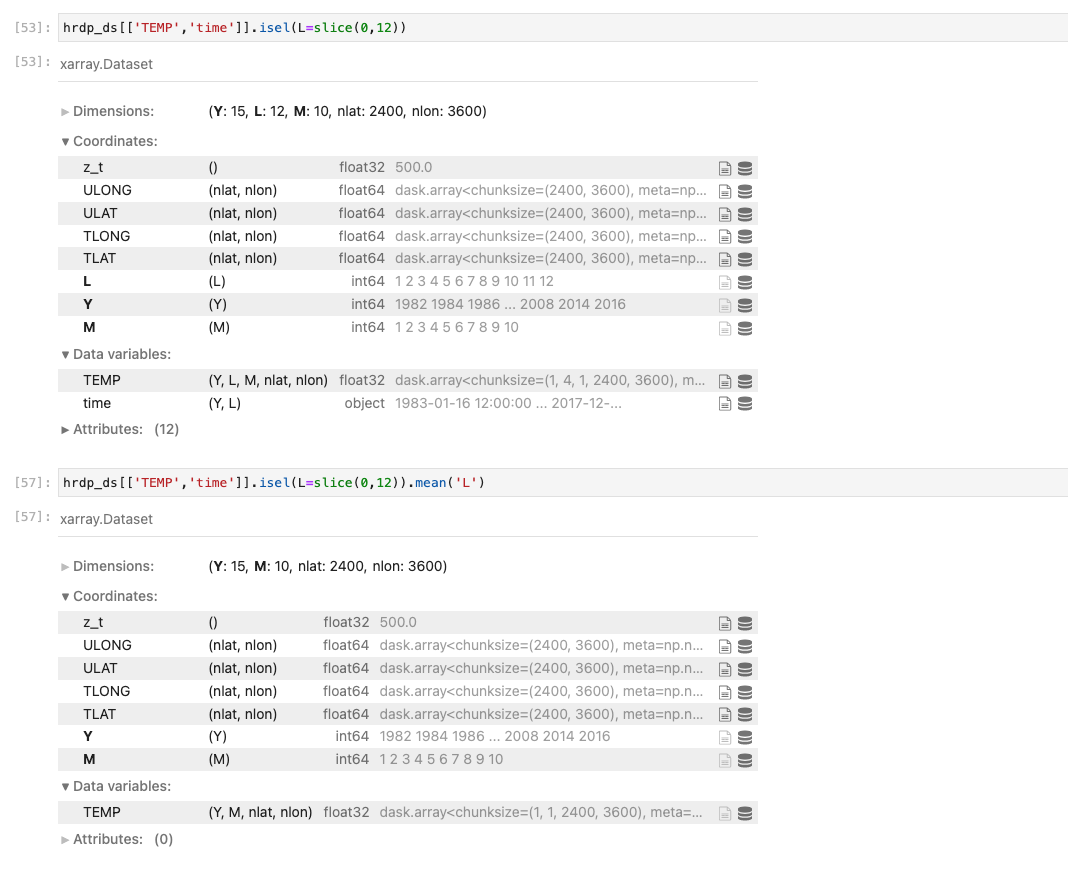 [53]: hrdp_ds[['TEMP','time']].isel(L=slice(0,12))
[53]: xarray.Dataset
▶ Dimensions: (Y: 15, L: 12, M: 10, nlat: 2400, nlon: 3600)
▼ Coordinates:
z_t () float32 500.0
ULONG (nlat, nlon) float64 dask.array<chunksize=(2400, 3600), meta=np...
ULAT (nlat, nlon) float64 dask.array<chunksize=(2400, 3600), meta=np...
TLONG (nlat, nlon) float64 dask.array<chunksize=(2400, 3600), meta=np...
TLAT (nlat, nlon) float64 dask.array<chunksize=(2400, 3600), meta=np...
L (L) int64 1 2 3 4 5 6 7 8 9 10 11 12
Y (Y) int64 1982 1984 1986 ... 2008 2014 2016
M (M) int64 1 2 3 4 5 6 7 8 9 10
▼ Data variables:
TEMP (Y, L, M, nlat, nlon) float32 dask.array<chunksize=(1, 4, 1, 2400, 3600), m...
time (Y, L) object 1983-01-16 12:00:00 ... 2017-12-...
▶ Attributes: (12)
[57]: hrdp_ds[['TEMP','time']].isel(L=slice(0,12)).mean('L')
[57]: xarray.Dataset
▶ Dimensions: (Y: 15, M: 10, nlat: 2400, nlon: 3600)
▼ Coordinates:
z_t () float32 500.0
ULONG (nlat, nlon) float64 dask.array<chunksize=(2400, 3600), meta=np.n...
ULAT (nlat, nlon) float64 dask.array<chunksize=(2400, 3600), meta=np.n...
TLONG (nlat, nlon) float64 dask.array<chunksize=(2400, 3600), meta=np.n...
TLAT (nlat, nlon) float64 dask.array<chunksize=(2400, 3600), meta=np.n...
Y (Y) int64 1982 1984 1986 ... 2008 2014 2016
M (M) int64 1 2 3 4 5 6 7 8 9 10
▼ Data variables:
TEMP (Y, M, nlat, nlon) float32 dask.array<chunksize=(1, 1, 2400, 3600), meta=...
▶ Attributes: (0)